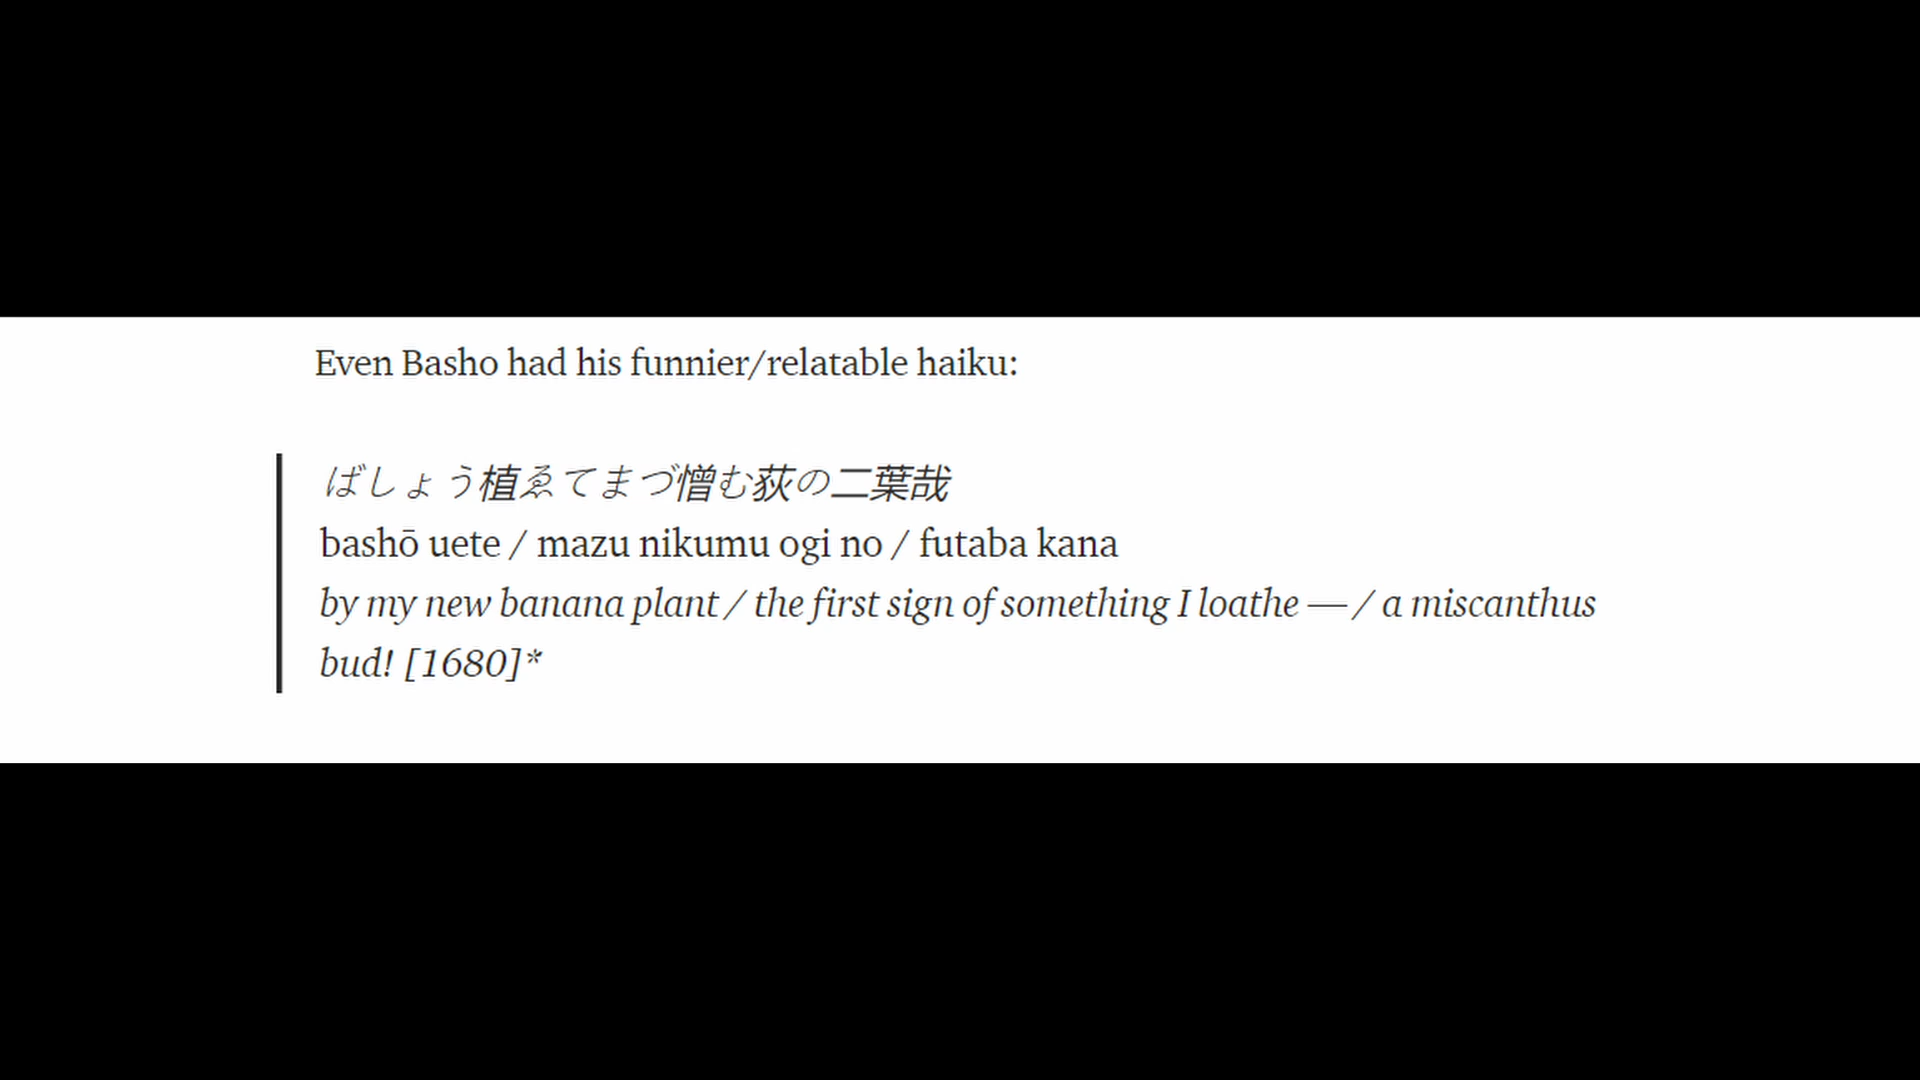 Even Basho had his funnier/relatable haiku:
ばしょう植ゑてまづ憎む荻の二葉哉
bashō uete / mazu nikumu ogi no / futaba kana
by my new banana plant / the first sign of something I loathe — / a miscanthus
bud! [1680]*